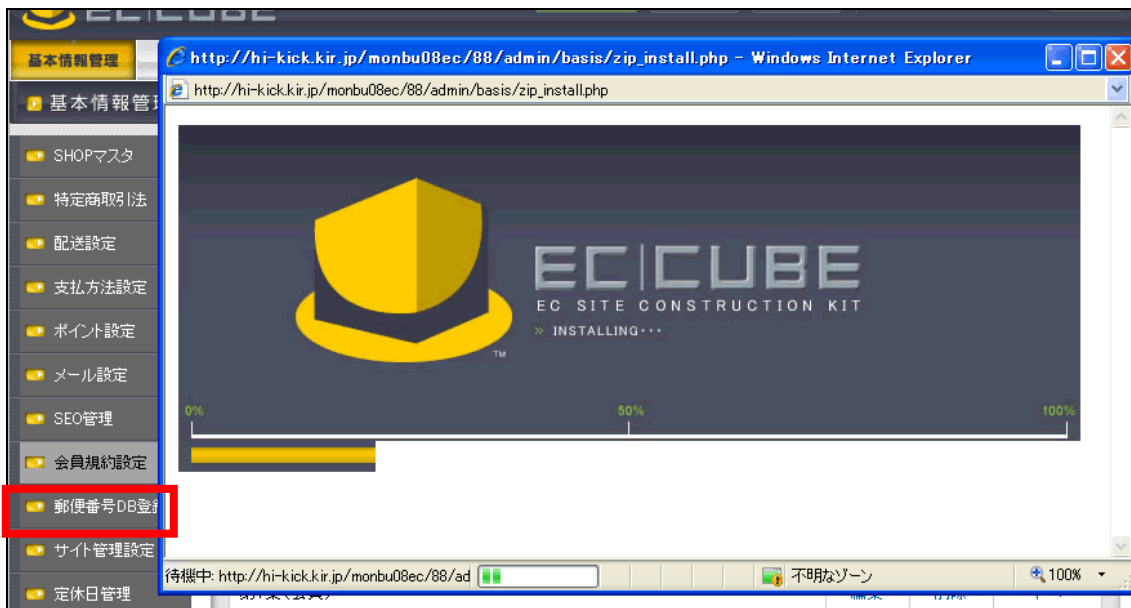 EC CUBE
基本情報管理
http://hi-kick.kir.jp/monbu08ec/88/admin/basis/zip_install.php - Windows Internet Explorer
http://hi-kick.kir.jp/monbu08ec/88/admin/basis/zip_install.php
基本情報管
SHOPマスタ
特定商取引法
配送設定
支払方法設定
ポイント設定
メール設定
SEO管理
会員規約設定
郵便番号DB登
サイト管理設定
定休日管理
EC CUBE
EC SITE CONSTRUCTION KIT
» INSTALLING・・・
TM
0%
50%
100%
待機中: http://hi-kick.kir.jp/monbu08ec/88/ad
不明なゾーン
100%